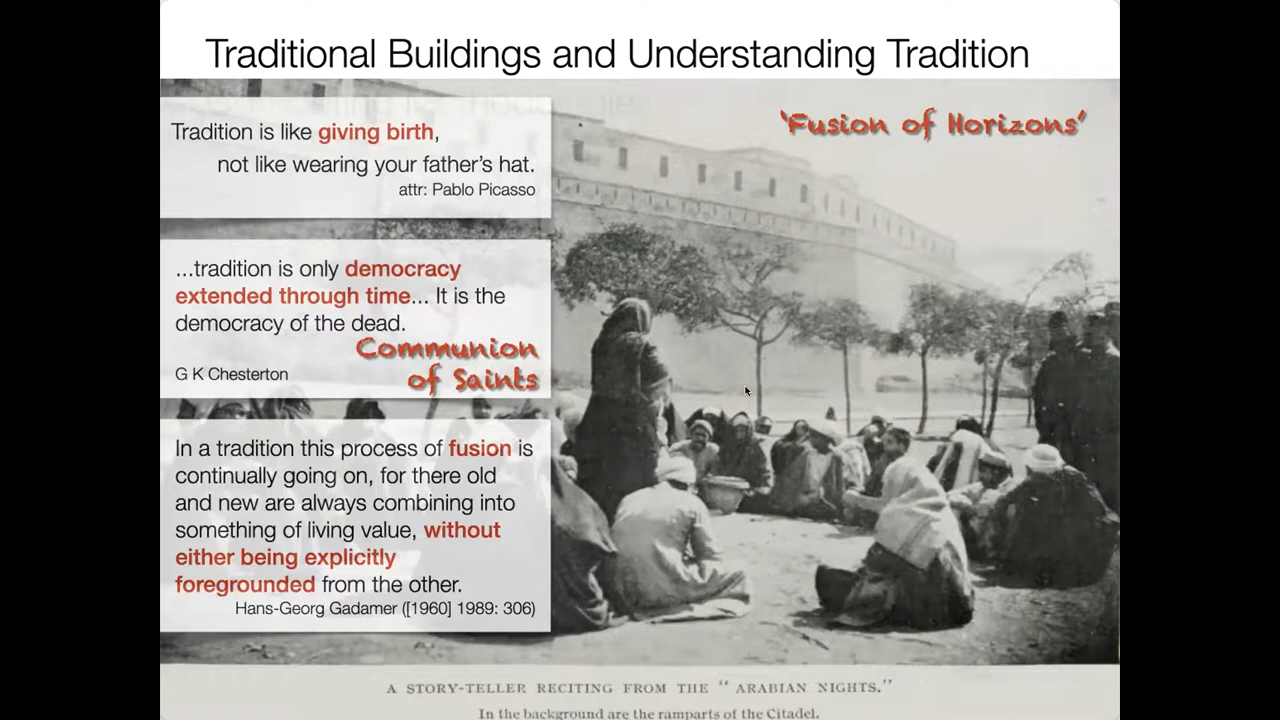 Traditional Buildings and Understanding Tradition
'Fusion of Horizons'
Tradition is like giving birth,
not like wearing your father's hat.
attr: Pablo Picasso
...tradition is only democracy
extended through time... It is the
democracy of the dead.
Communion
of Saints
G K Chesterton
In a tradition this process of fusion is
continually going on, for there old
and new are always combining into
something of living value, without
either being explicitly
foregrounded from the other.
Hans-Georg Gadamer ([1960] 1989: 306)
A STORY-TELLER RECITING FROM THE "ARABIAN NIGHTS."
In the background are the ramparts of the Citadel.